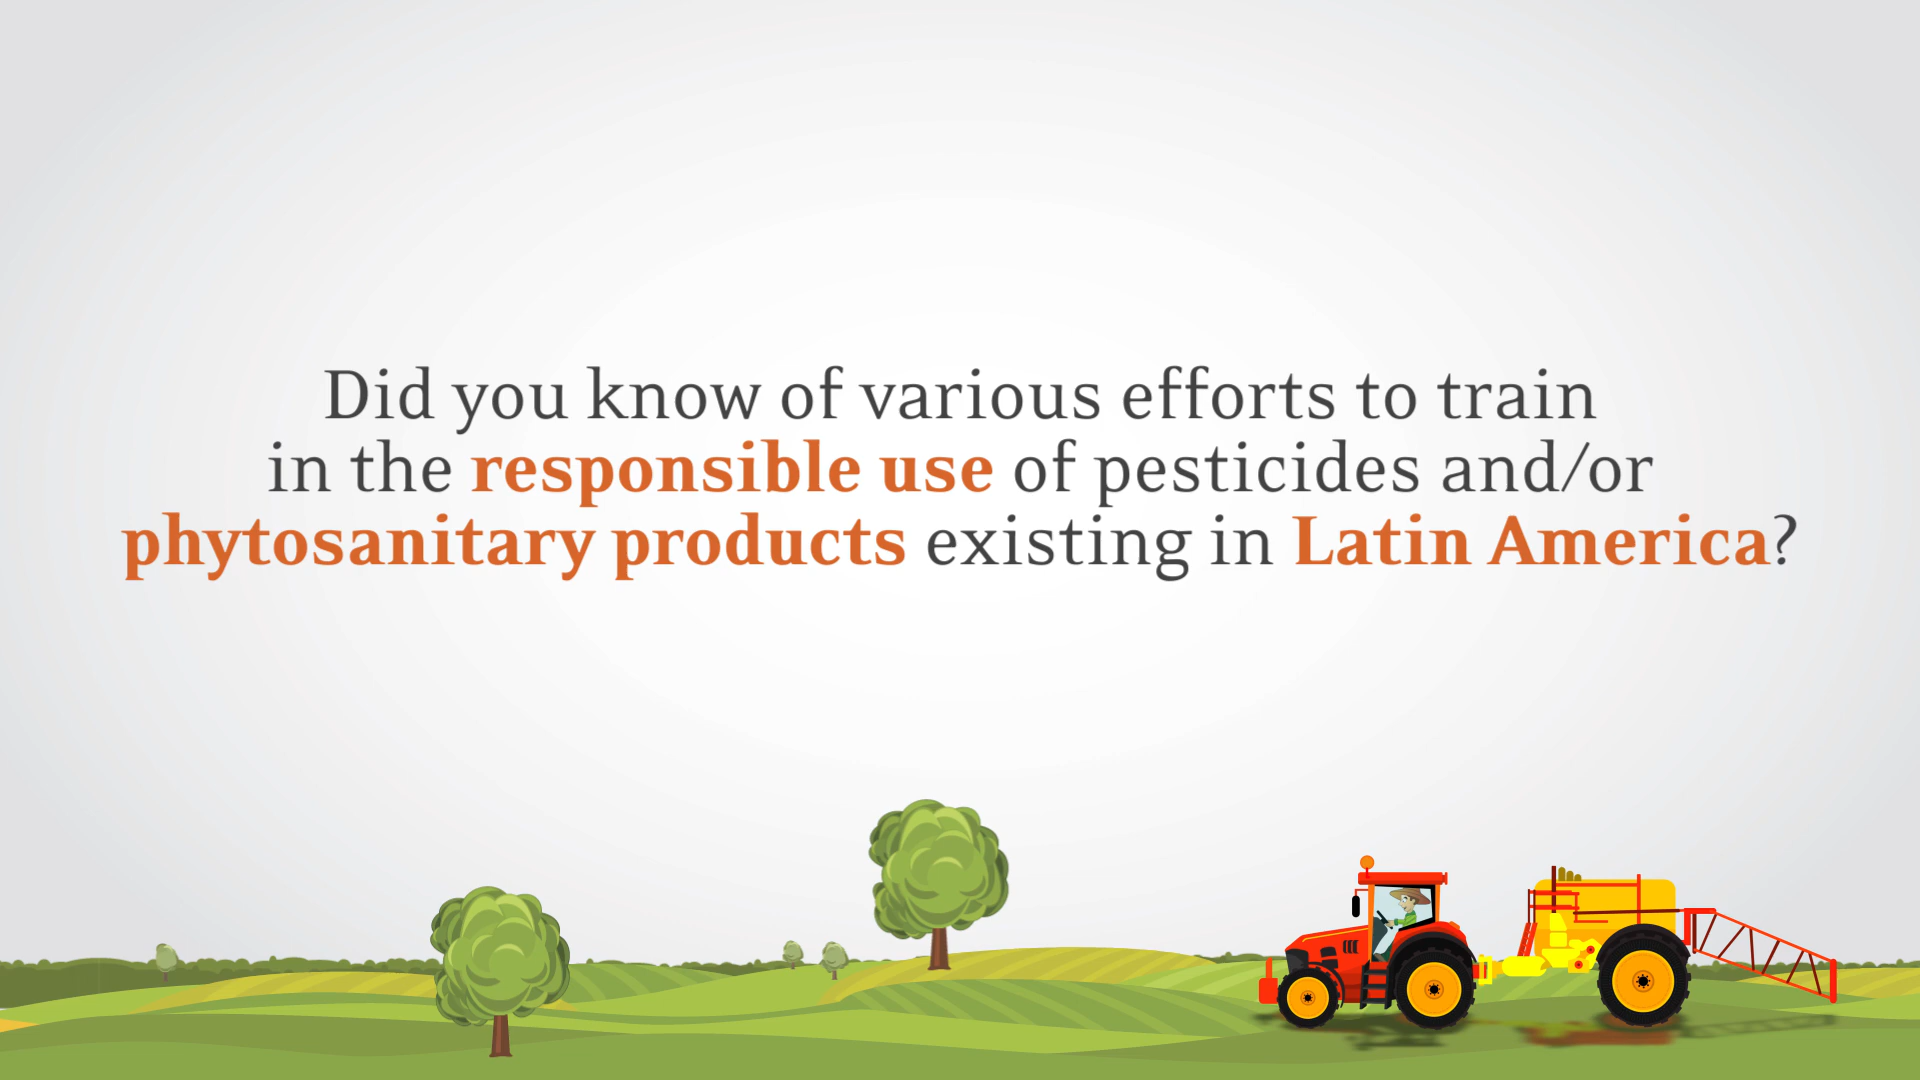 Did you know of various efforts to train
in the responsible use of pesticides and/or
phytosanitary products existing in Latin America?